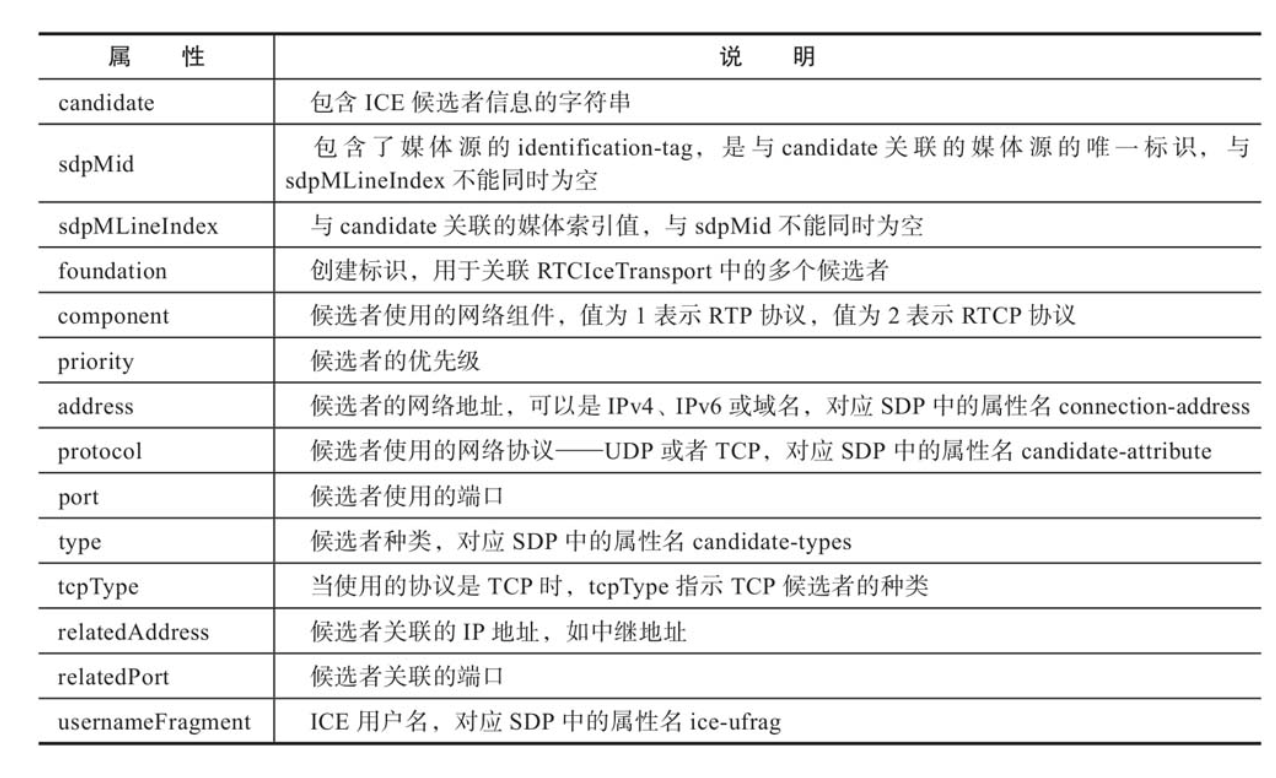 属 性 说 明
candidate 包含 ICE 候选者信息的字符串
sdpMid 包含了媒体源的 identification-tag，是与 candidate 关联的媒体源的唯一标识，与
sdpMLineIndex 不能同时为空
sdpMLineIndex 与 candidate 关联的媒体索引值，与 sdpMid 不能同时为空
foundation 创建标识，用于关联 RTCIceTransport 中的多个候选者
component 候选者使用的网络组件，值为 1 表示 RTP 协议，值为 2 表示 RTCP 协议
priority 候选者的优先级
address 候选者的网络地址，可以是 IPv4、IPv6 或域名，对应 SDP 中的属性名 connection-address
protocol 候选者使用的网络协议——UDP 或者 TCP，对应 SDP 中的属性名 candidate-attribute
port 候选者使用的端口
type 候选者种类，对应 SDP 中的属性名 candidate-types
tcpType 当使用的协议是 TCP 时，tcpType 指示 TCP 候选者的种类
relatedAddress 候选者关联的 IP 地址，如中继地址
relatedPort 候选者关联的端口
usernameFragment ICE 用户名，对应 SDP 中的属性名 ice-ufrag